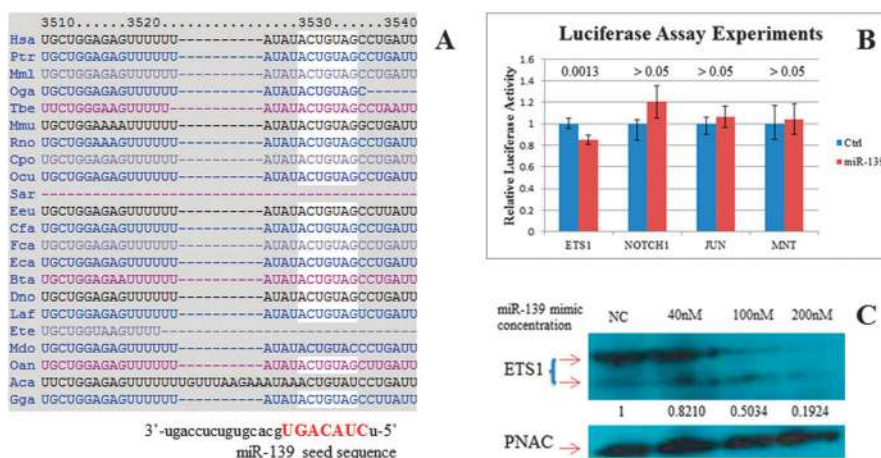 3510......3520..................3530......3540
Hsa UGCUGGAGAGUUUUUU----------AUAUACUGUAGCCUGAUU
Ptr UGCUGGAGAGUUUUUU----------AUAUACUGUAGCCUGAUU
Mml UGCUGGAGAGUUUUUU----------AUAUACUGUAGCCUGAUU
Oga UGCUGGAGAGUUUUUU----------AUAUACUGUAGC------
Tbe UUCUGGGAAGUUUUU-----------AUAUACUGUAGCCUAAUU
Mmu UGCUGGAAAAUUUUUU----------AUAUACUGUAGGCUGAUU
Rno UGCUGGAAAGUUUUUU----------AUAUACUGUAGCCUGAUU
Cpo UGCUGGAGAGUUUUUU----------AUAUACUGUAGCCUGAUU
Ocu UGCUGGAGAGUUUUUU----------AUAUACUGUAGCCUGAUU
Sar --------------------------------------------
Eeu UGCUGGAGAGUUUUUU----------AUAUACUGUAGCCUUAUU
Cfa UGCUGGAGAGUUUUUU----------AUAUACUGUAGCCUGAUU
Fca UGCUGGAGAGUUUUUU----------AUAUACUGUAGCCUGAUU
Eca UGCUGGAGAGUUUUUU----------AUAUACUGUAGCCUGAUU
Bta UGCUGGAGAAUUUUUU----------AUAUACUGUAGCCUGAUU
Dno UGCUGGAGAGUUUUUU----------AUAUACUGUAGCCUGAUU
Laf UGCUGGAGAGUUUUUU----------AUAUACUGUAGUCUGAUU
Ete UGCUGGUAAGUUUU------------------------------
Mdo UGCUGGAGAGUUUUUU----------AUAUACUGUACCCUGAUU
Oan UGCUGGAGAGUUUUUU----------AUAUACUGUAGCUUGAUU
Aca UUCUGGAGAGUUUUUUUGUUUAAGAAAUAAACUGUAUCCUGAUU
Gga UGCUGGAGAGUUUUUU----------AUAUACUGUAGCCUUAUU
3'-ugaccucugugcacgUGACAUCu-5'
miR-139 seed sequence
A
Luciferase Assay Experiments
B
Relative Luciferase Activity
1.6
1.4
1.2
1
0.8
0.6
0.4
0.2
0
0.0013 > 0.05 > 0.05 > 0.05
ETS1 NOTCH1 JUN MNT
Ctrl
miR-139
C
miR-139 mimic
concentration
NC 40nM 100nM 200nM
ETS1
1 0.8210 0.5034 0.1924
PNAC